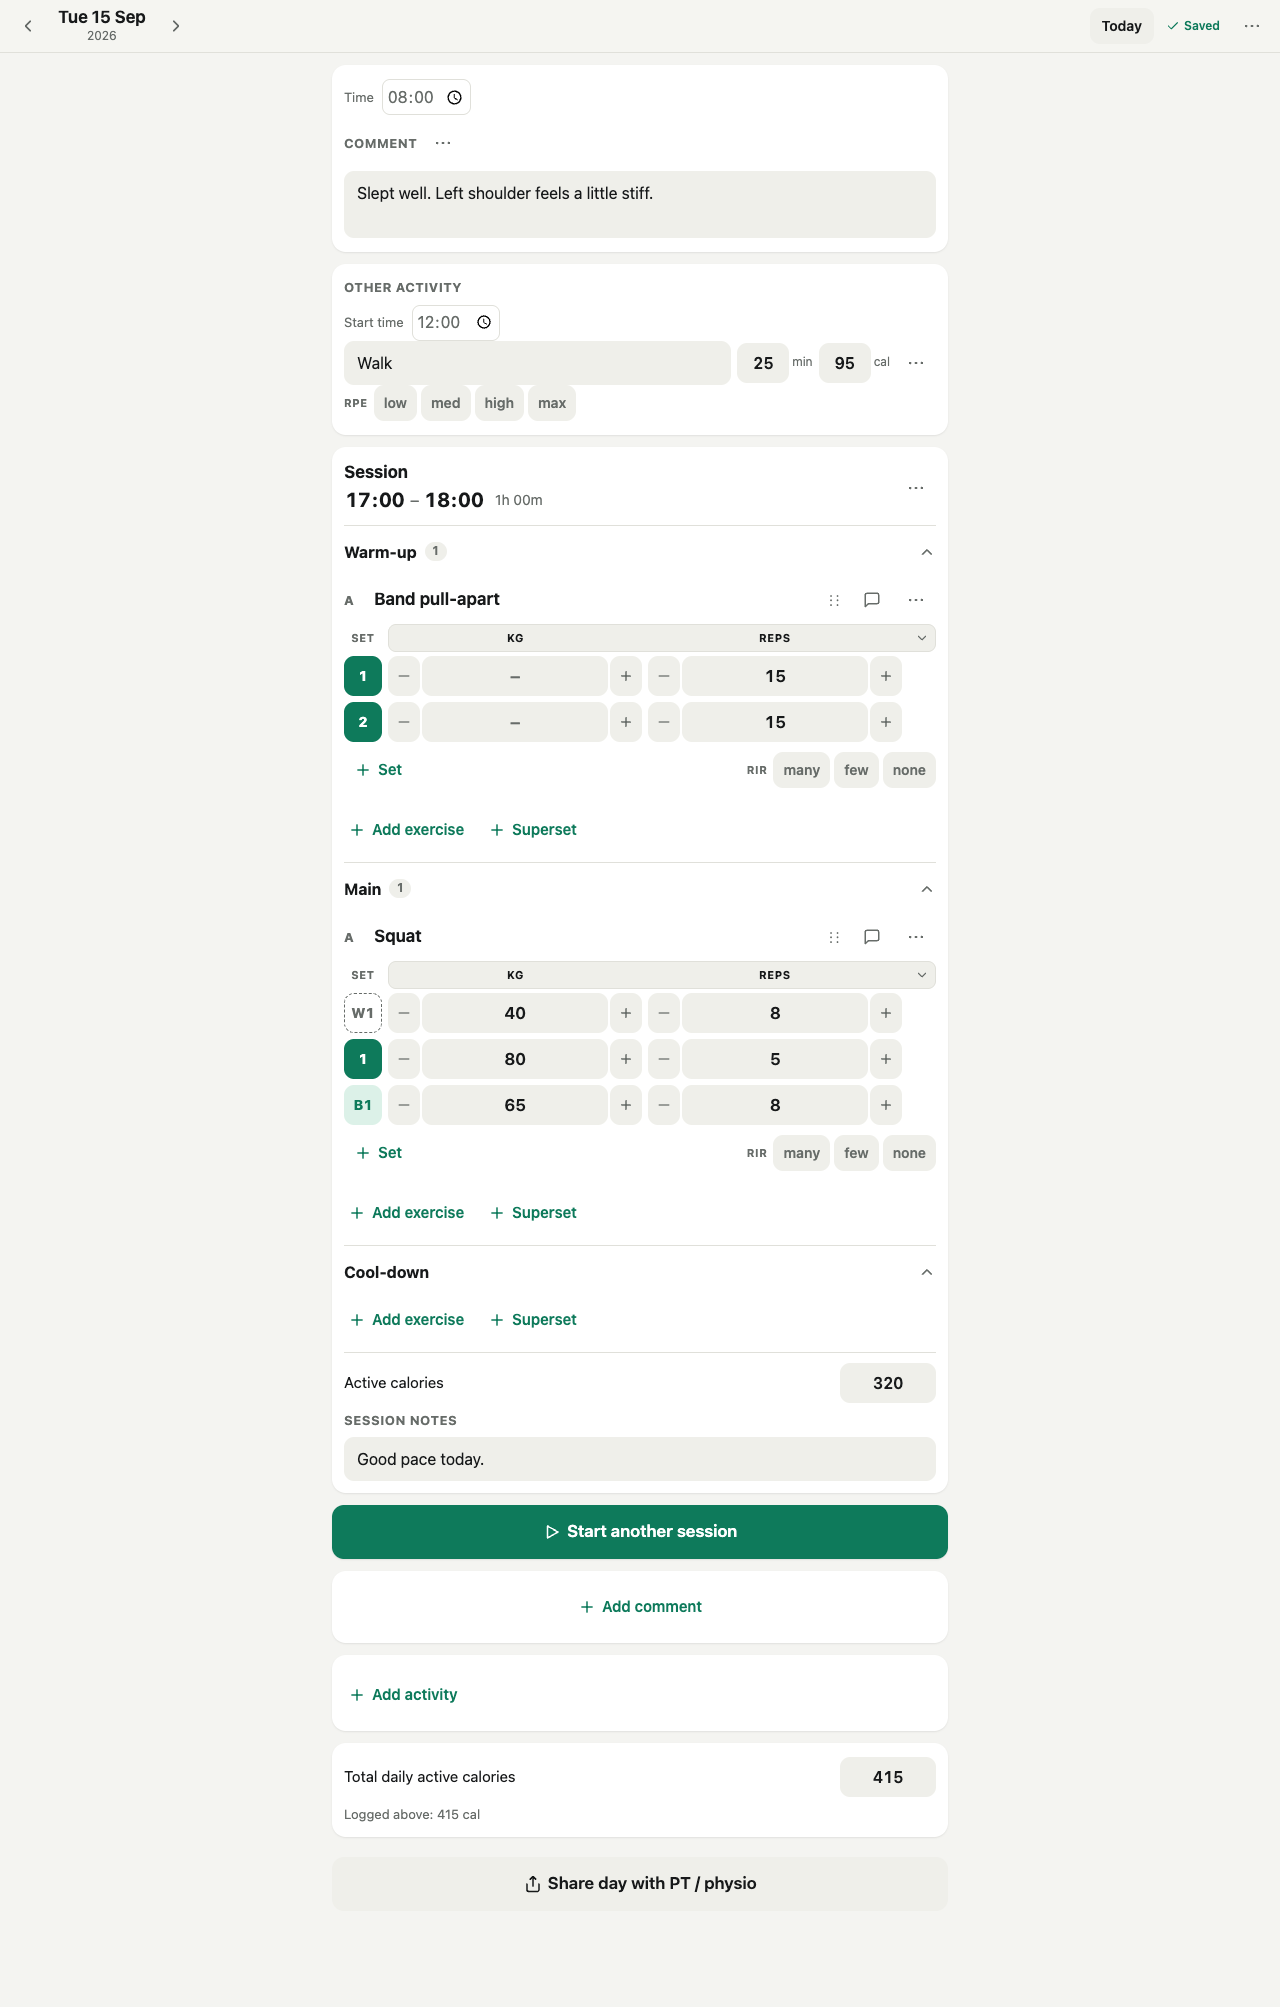 Tue 15 Sep
2026
Today
Saved
Time 08:00
COMMENT
Slept well. Left shoulder feels a little stiff.
OTHER ACTIVITY
Start time 12:00
Walk 25 min 95 cal
RPE low med high max
Session
17:00 – 18:00 1h 00m
Warm-up 1
A Band pull-apart
SET KG REPS
1 – – + – 15 +
2 – – + – 15 +
+ Set RIR many few none
+ Add exercise + Superset
Main 1
A Squat
SET KG REPS
W1 – 40 + – 8 +
1 – 80 + – 5 +
B1 – 65 + – 8 +
+ Set RIR many few none
+ Add exercise + Superset
Cool-down
+ Add exercise + Superset
Active calories 320
SESSION NOTES
Good pace today.
Start another session
+ Add comment
+ Add activity
Total daily active calories 415
Logged above: 415 cal
Share day with PT / physio